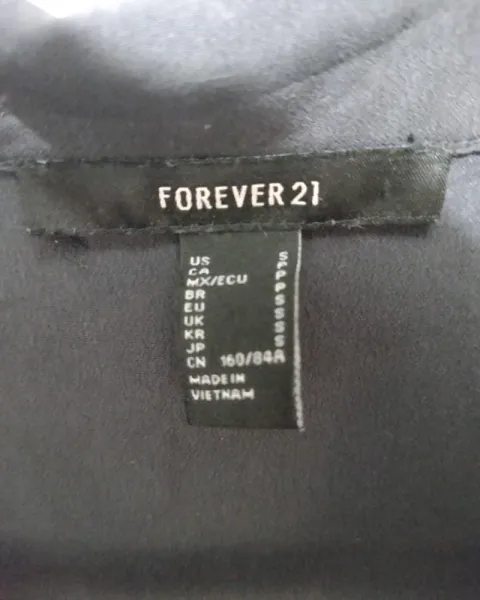 FOREVER 21
US S
CA P
MX/ECU P
BR P
EU S
UK S
KR S
JP S
CN 160/84A
MADE IN
VIETNAM